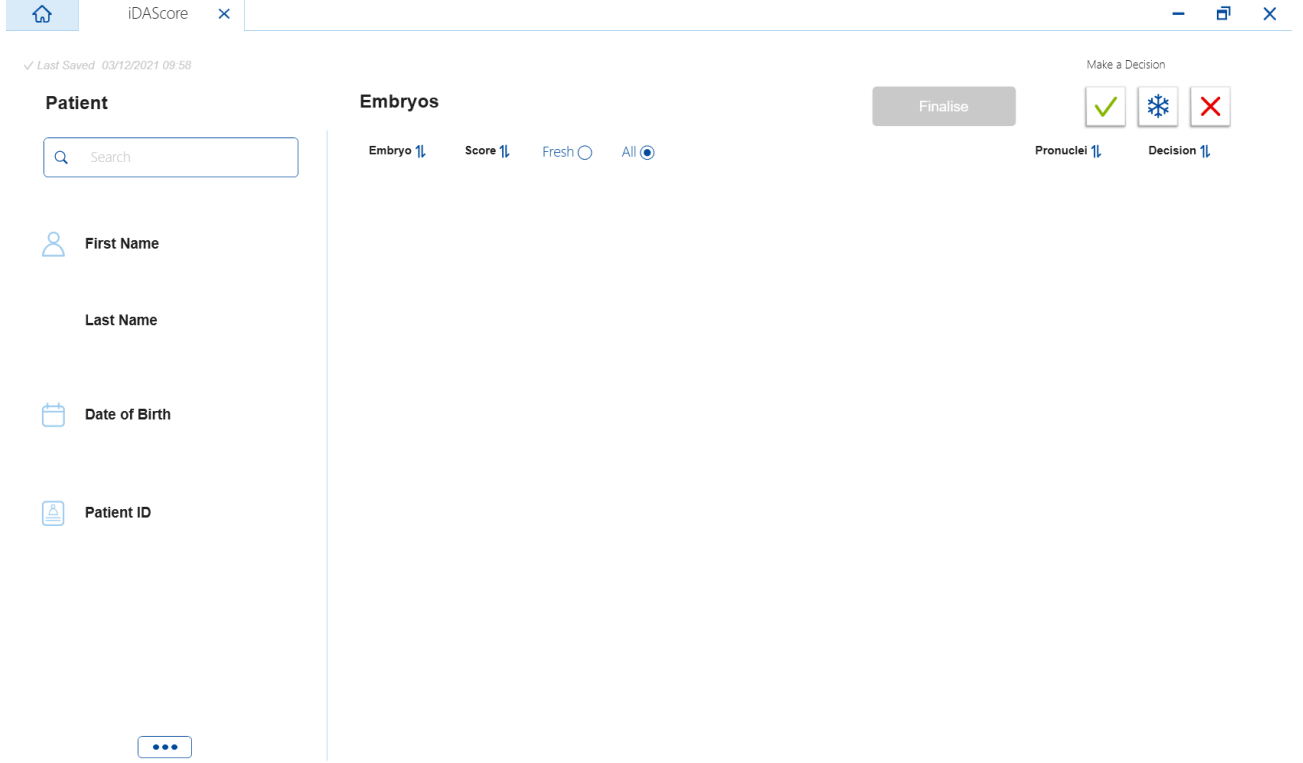 iDAScore
Last Saved 03/12/2021 09:58
Make a Decision
Patient
Embryos
Finalise
Search
Embryo
Score
Fresh
All
Pronuclei
Decision
First Name
Last Name
Date of Birth
Patient ID